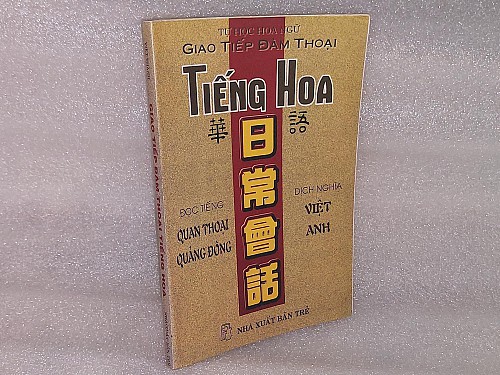 TỰ HỌC HOA NGỮ
GIAO TIẾP ĐÀM THOẠI
TIẾNG HOA
華 語
日常會話
ĐỌC TIẾNG
QUAN THOẠI
QUẢNG ĐÔNG
DỊCH NGHĨA
VIỆT
ANH
NHÀ XUẤT BẢN TRẺ
GIAO TIẾP ĐÀM THOẠI TIẾNG HOA